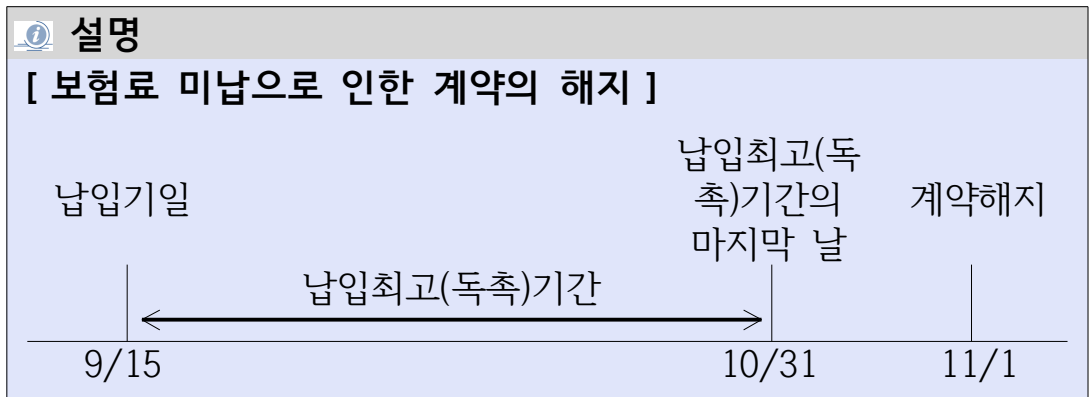 설명
[ 보험료 미납으로 인한 계약의 해지 ]
납입기일
납입최고(독
촉)기간의
마지막 날
계약해지
납입최고(독촉)기간
9/15
10/31
11/1